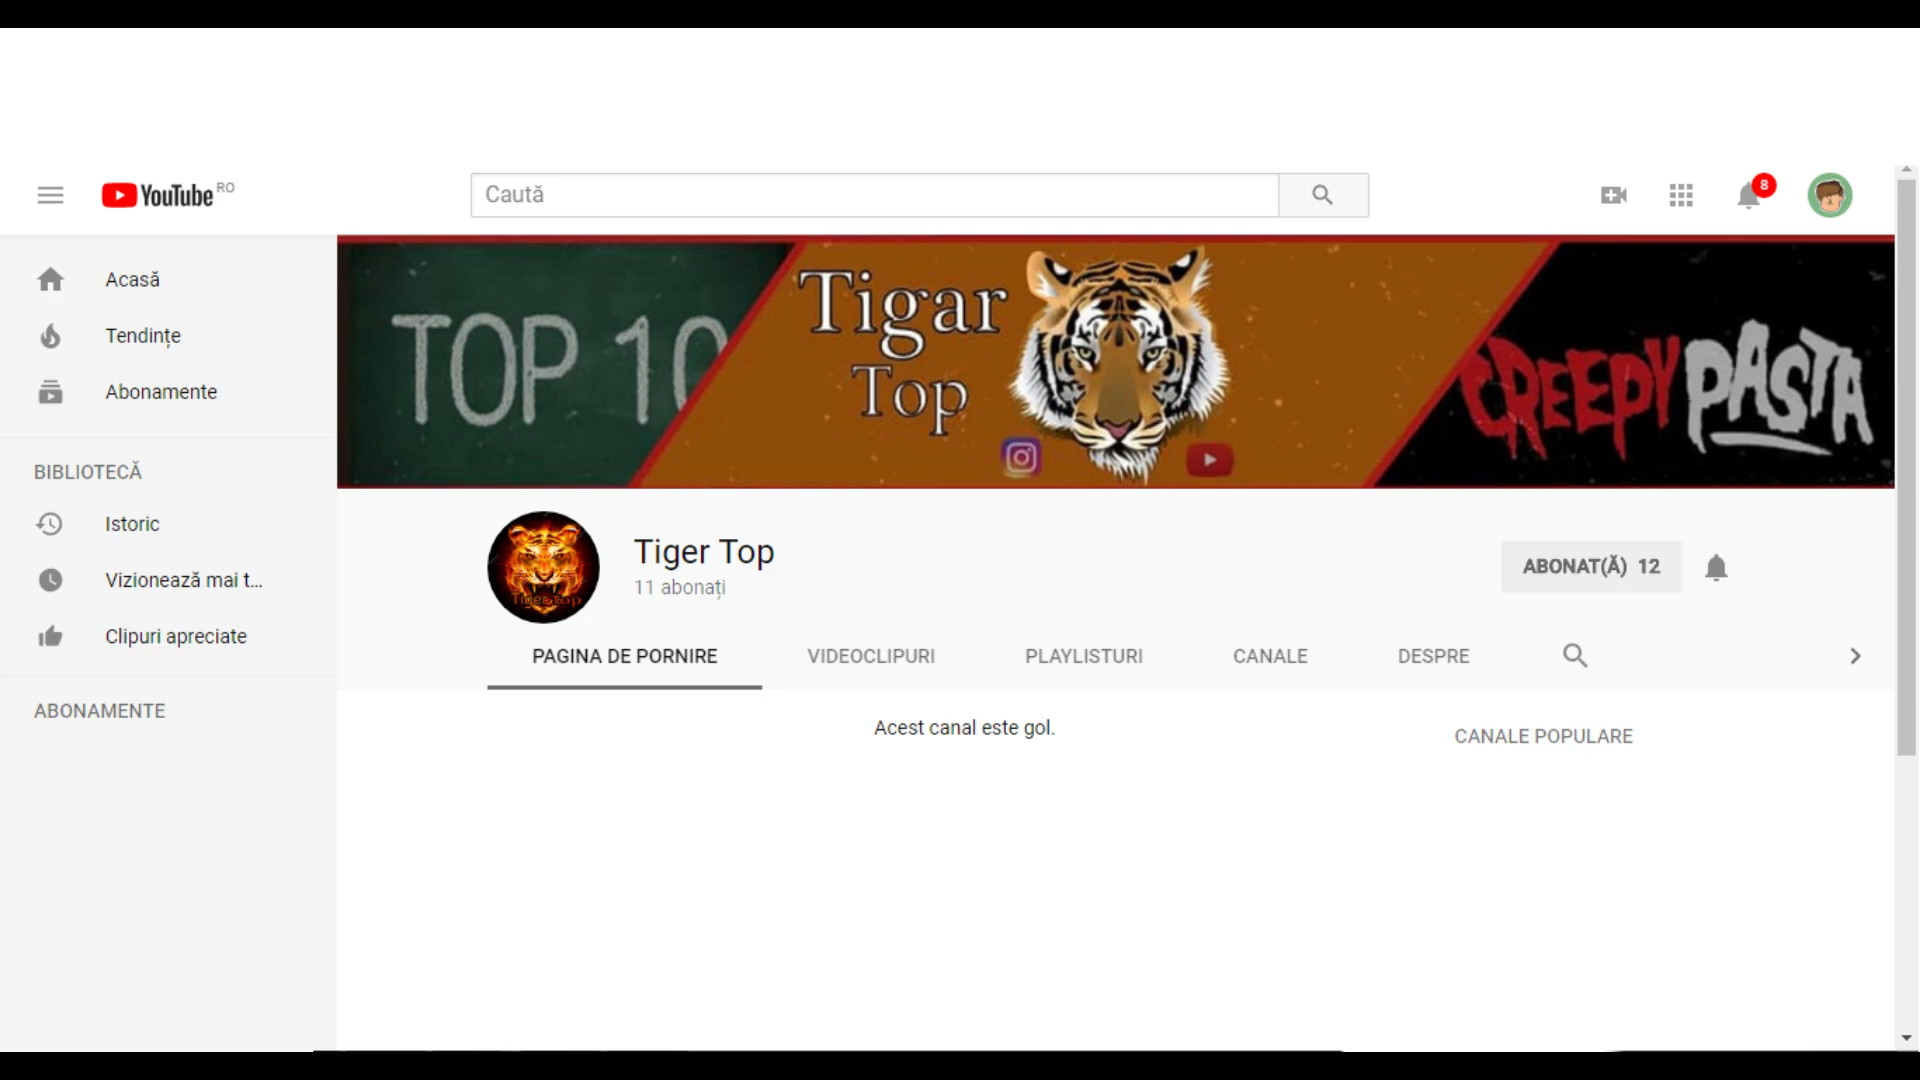 YouTube RO
Caută
8
Acasă
Tendințe
Abonamente
BIBLIOTECĂ
Istoric
Vizionează mai t...
Clipuri apreciate
ABONAMENTE
TOP 10
Tigar
Top
CREEPYPASTA
Tiger Top
Tiger Top
11 abonați
ABONAT(Ă) 12
PAGINA DE PORNIRE
VIDEOCLIPURI
PLAYLISTURI
CANALE
DESPRE
Acest canal este gol.
CANALE POPULARE